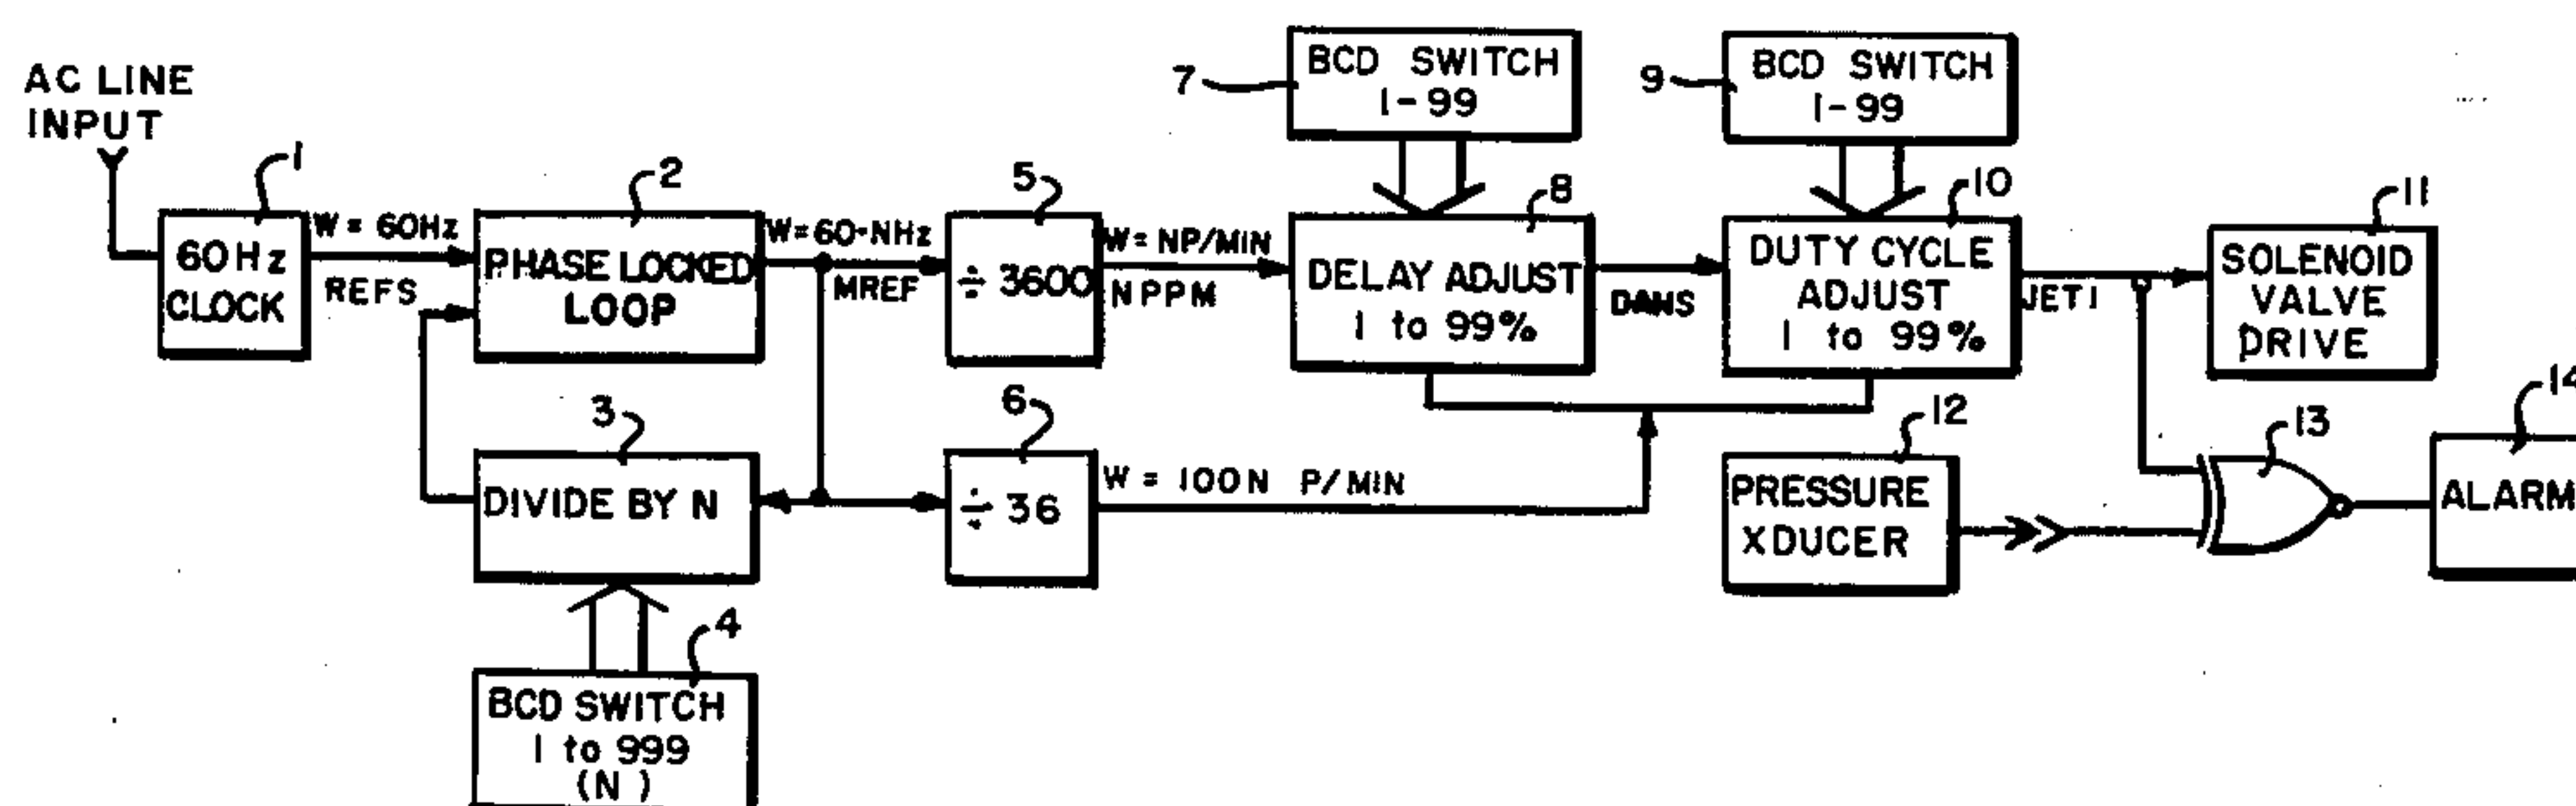 AC LINE
INPUT
1
60Hz
CLOCK
W = 60Hz
REFS
2
PHASE LOCKED
LOOP
W=60-NHz
MREF
3
DIVIDE BY N
4
BCD SWITCH
1 to 999
(N)
5
÷ 3600
W=NP/MIN
NPPM
6
÷ 36
W = 100N P/MIN
7
BCD SWITCH
1-99
8
DELAY ADJUST
1 to 99%
DANS
9
BCD SWITCH
1-99
10
DUTY CYCLE
ADJUST
1 to 99%
JET1
11
SOLENOID
VALVE
DRIVE
12
PRESSURE
XDUCER
13
14
ALARM